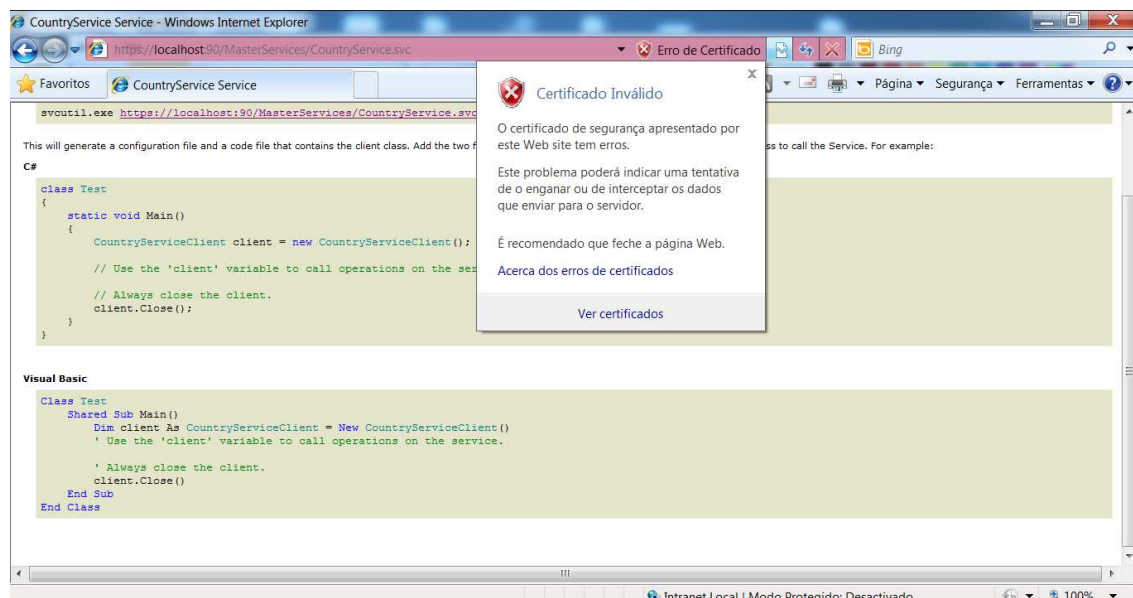 CountryService Service - Windows Internet Explorer
https://localhost:90/MasterServices/CountryService.svc
Erro de Certificado
Bing
Favoritos
CountryService Service
Página
Segurança
Ferramentas
svcutil.exe https://localhost:90/MasterServices/CountryService.svc
This will generate a configuration file and a code file that contains the client class. Add the two
ss to call the Service. For example:
C#
class Test
{
static void Main()
{
CountryServiceClient client = new CountryServiceClient();
// Use the 'client' variable to call operations on the ser
// Always close the client.
client.Close();
}
}
Certificado Inválido
x
O certificado de segurança apresentado por
este Web site tem erros.
Este problema poderá indicar uma tentativa
de o enganar ou de interceptar os dados
que enviar para o servidor.
É recomendado que feche a página Web.
Acerca dos erros de certificados
Ver certificados
Visual Basic
Class Test
Shared Sub Main()
Dim client As CountryServiceClient = New CountryServiceClient()
' Use the 'client' variable to call operations on the service.
' Always close the client.
client.Close()
End Sub
End Class
Intranet Local | Modo Protegido: Desactivado
100%